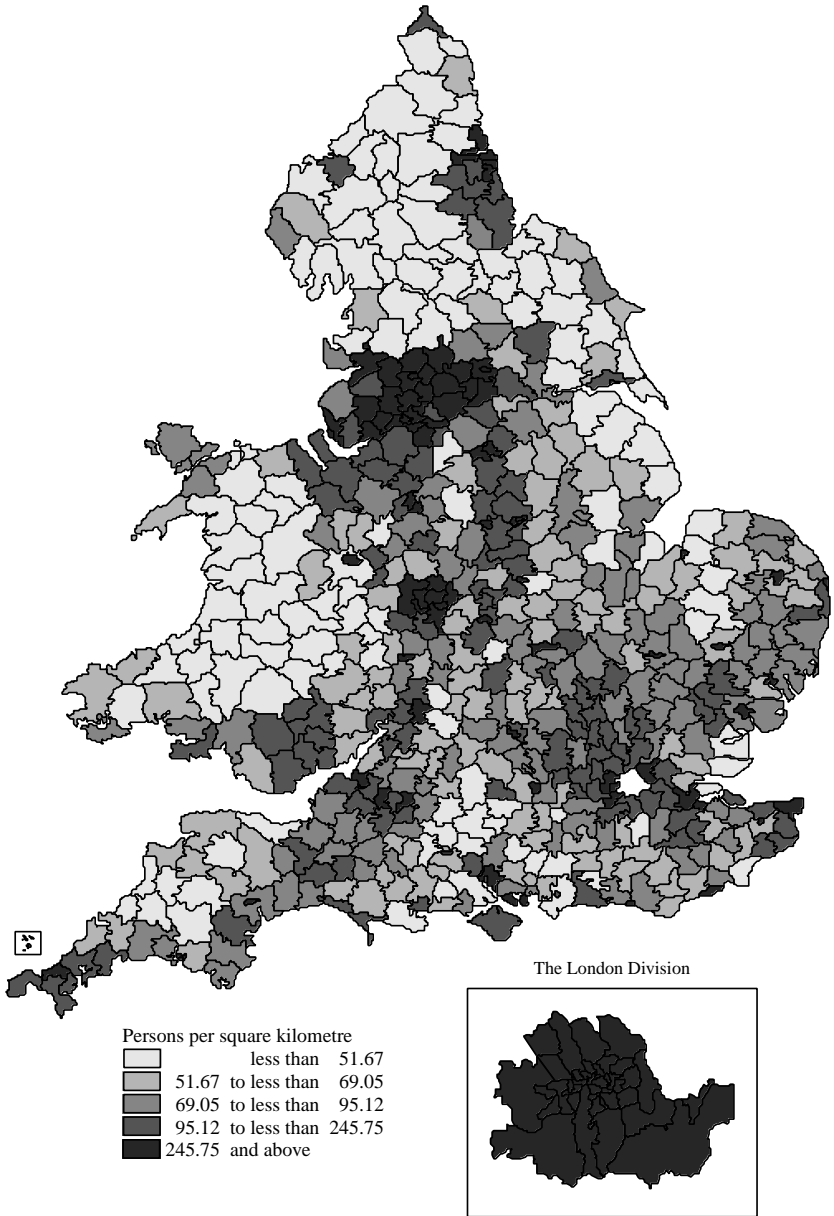 The London Division
Persons per square kilometre
less than 51.67
51.67 to less than 69.05
69.05 to less than 95.12
95.12 to less than 245.75
245.75 and above